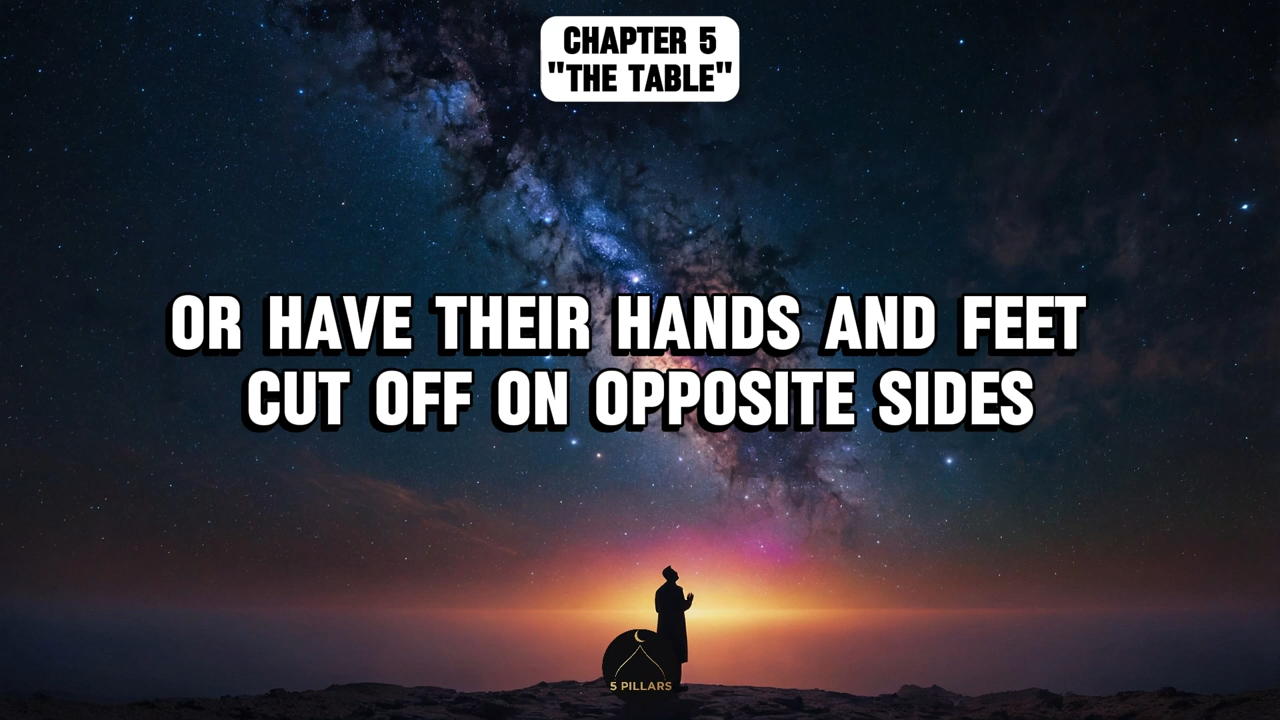 CHAPTER 5
"THE TABLE"
OR HAVE THEIR HANDS AND FEET
CUT OFF ON OPPOSITE SIDES
5 PILLARS